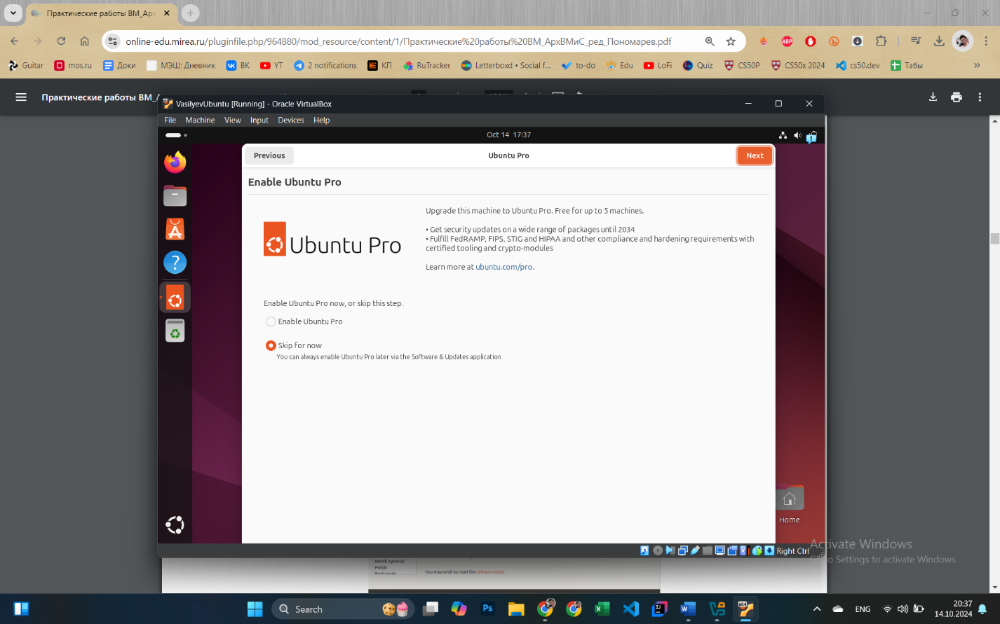 Практические работы ВМ_Арх
online-edu.mirea.ru/pluginfile.php/964880/mod_resource/content/1/Практические%20работы%20ВМ_АрхВМиС_ред_Пономарев.pdf
ABP
Guitar
mos.ru
Доки
МЭШ: Дневник
ВК
YT
2 notifications
КП
RuTracker
Letterboxd • Social f...
to-do
Edu
LoFi
Quiz
CS50P
CS50x 2024
cs50.dev
Табы
Практические работы ВМ_
VasilyevUbuntu [Running] - Oracle VirtualBox
File Machine View Input Devices Help
Oct 14 17:37
Previous
Ubuntu Pro
Next
Enable Ubuntu Pro
Ubuntu Pro
Upgrade this machine to Ubuntu Pro. Free for up to 5 machines.
• Get security updates on a wide range of packages until 2034
• Fulfill FedRAMP, FIPS, STIG and HIPAA and other compliance and hardening requirements with
certified tooling and crypto-modules
Learn more at ubuntu.com/pro.
Enable Ubuntu Pro now, or skip this step.
Enable Ubuntu Pro
Skip for now
You can always enable Ubuntu Pro later via the Software & Updates application
Home
Right Ctrl
Activate Windows
Go to Settings to activate Windows.
Norsk nynorsk
Polski
You may wish to read the release notes.
Search
Ps
ENG
20:37
14.10.2024